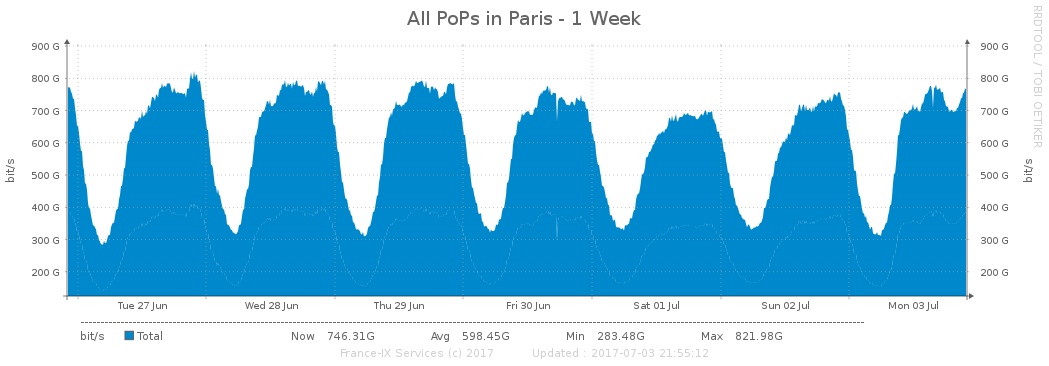 All PoPs in Paris - 1 Week
RRDTOOL / TOBI OETIKER
900 G 900 G
800 G 800 G
700 G 700 G
600 G 600 G
bit/s 500 G 500 G bit/s
400 G 400 G
300 G 300 G
200 G 200 G
Tue 27 Jun Wed 28 Jun Thu 29 Jun Fri 30 Jun Sat 01 Jul Sun 02 Jul Mon 03 Jul
bit/s Total Now 746.31G Avg 598.45G Min 283.48G Max 821.98G
France-IX Services (c) 2017 Updated : 2017-07-03 21:55:12